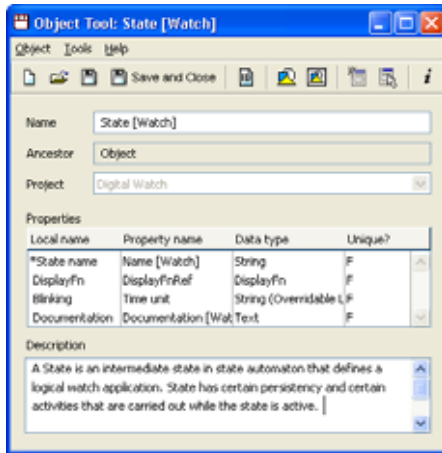 Object Tool: State [Watch]
Object Tools Help
Save and Close i
Name State [Watch]
Ancestor Object
Project Digital Watch
Properties
Local name Property name Data type Unique?
*State name Name [Watch] String F
DisplayFn DisplayFnRef DisplayFn F
Blinking Time unit String (Overridable L F
Documentation Documentation [Wat Text F
Description
A State is an intermediate state in state automaton that defines a
logical watch application. State has certain persistency and certain
activities that are carried out while the state is active.